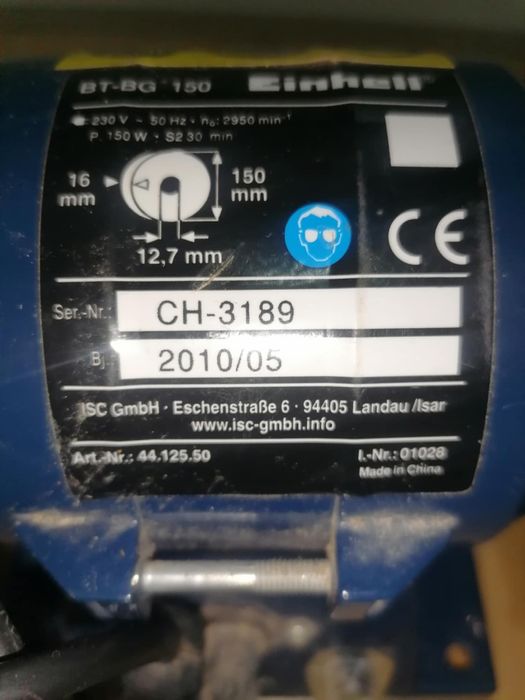 BT-BG 150 Einhell
230 V ~ 50 Hz · n₀: 2950 min⁻¹
P 150 W · S2 30 min
16 mm
150 mm
12,7 mm
CE
Ser.-Nr.: CH-3189
Bj. 2010/05
ISC GmbH · Eschenstraße 6 · 94405 Landau /Isar
www.isc-gmbh.info
Art.-Nr.: 44.125.50 I.-Nr.: 01028
Made in China